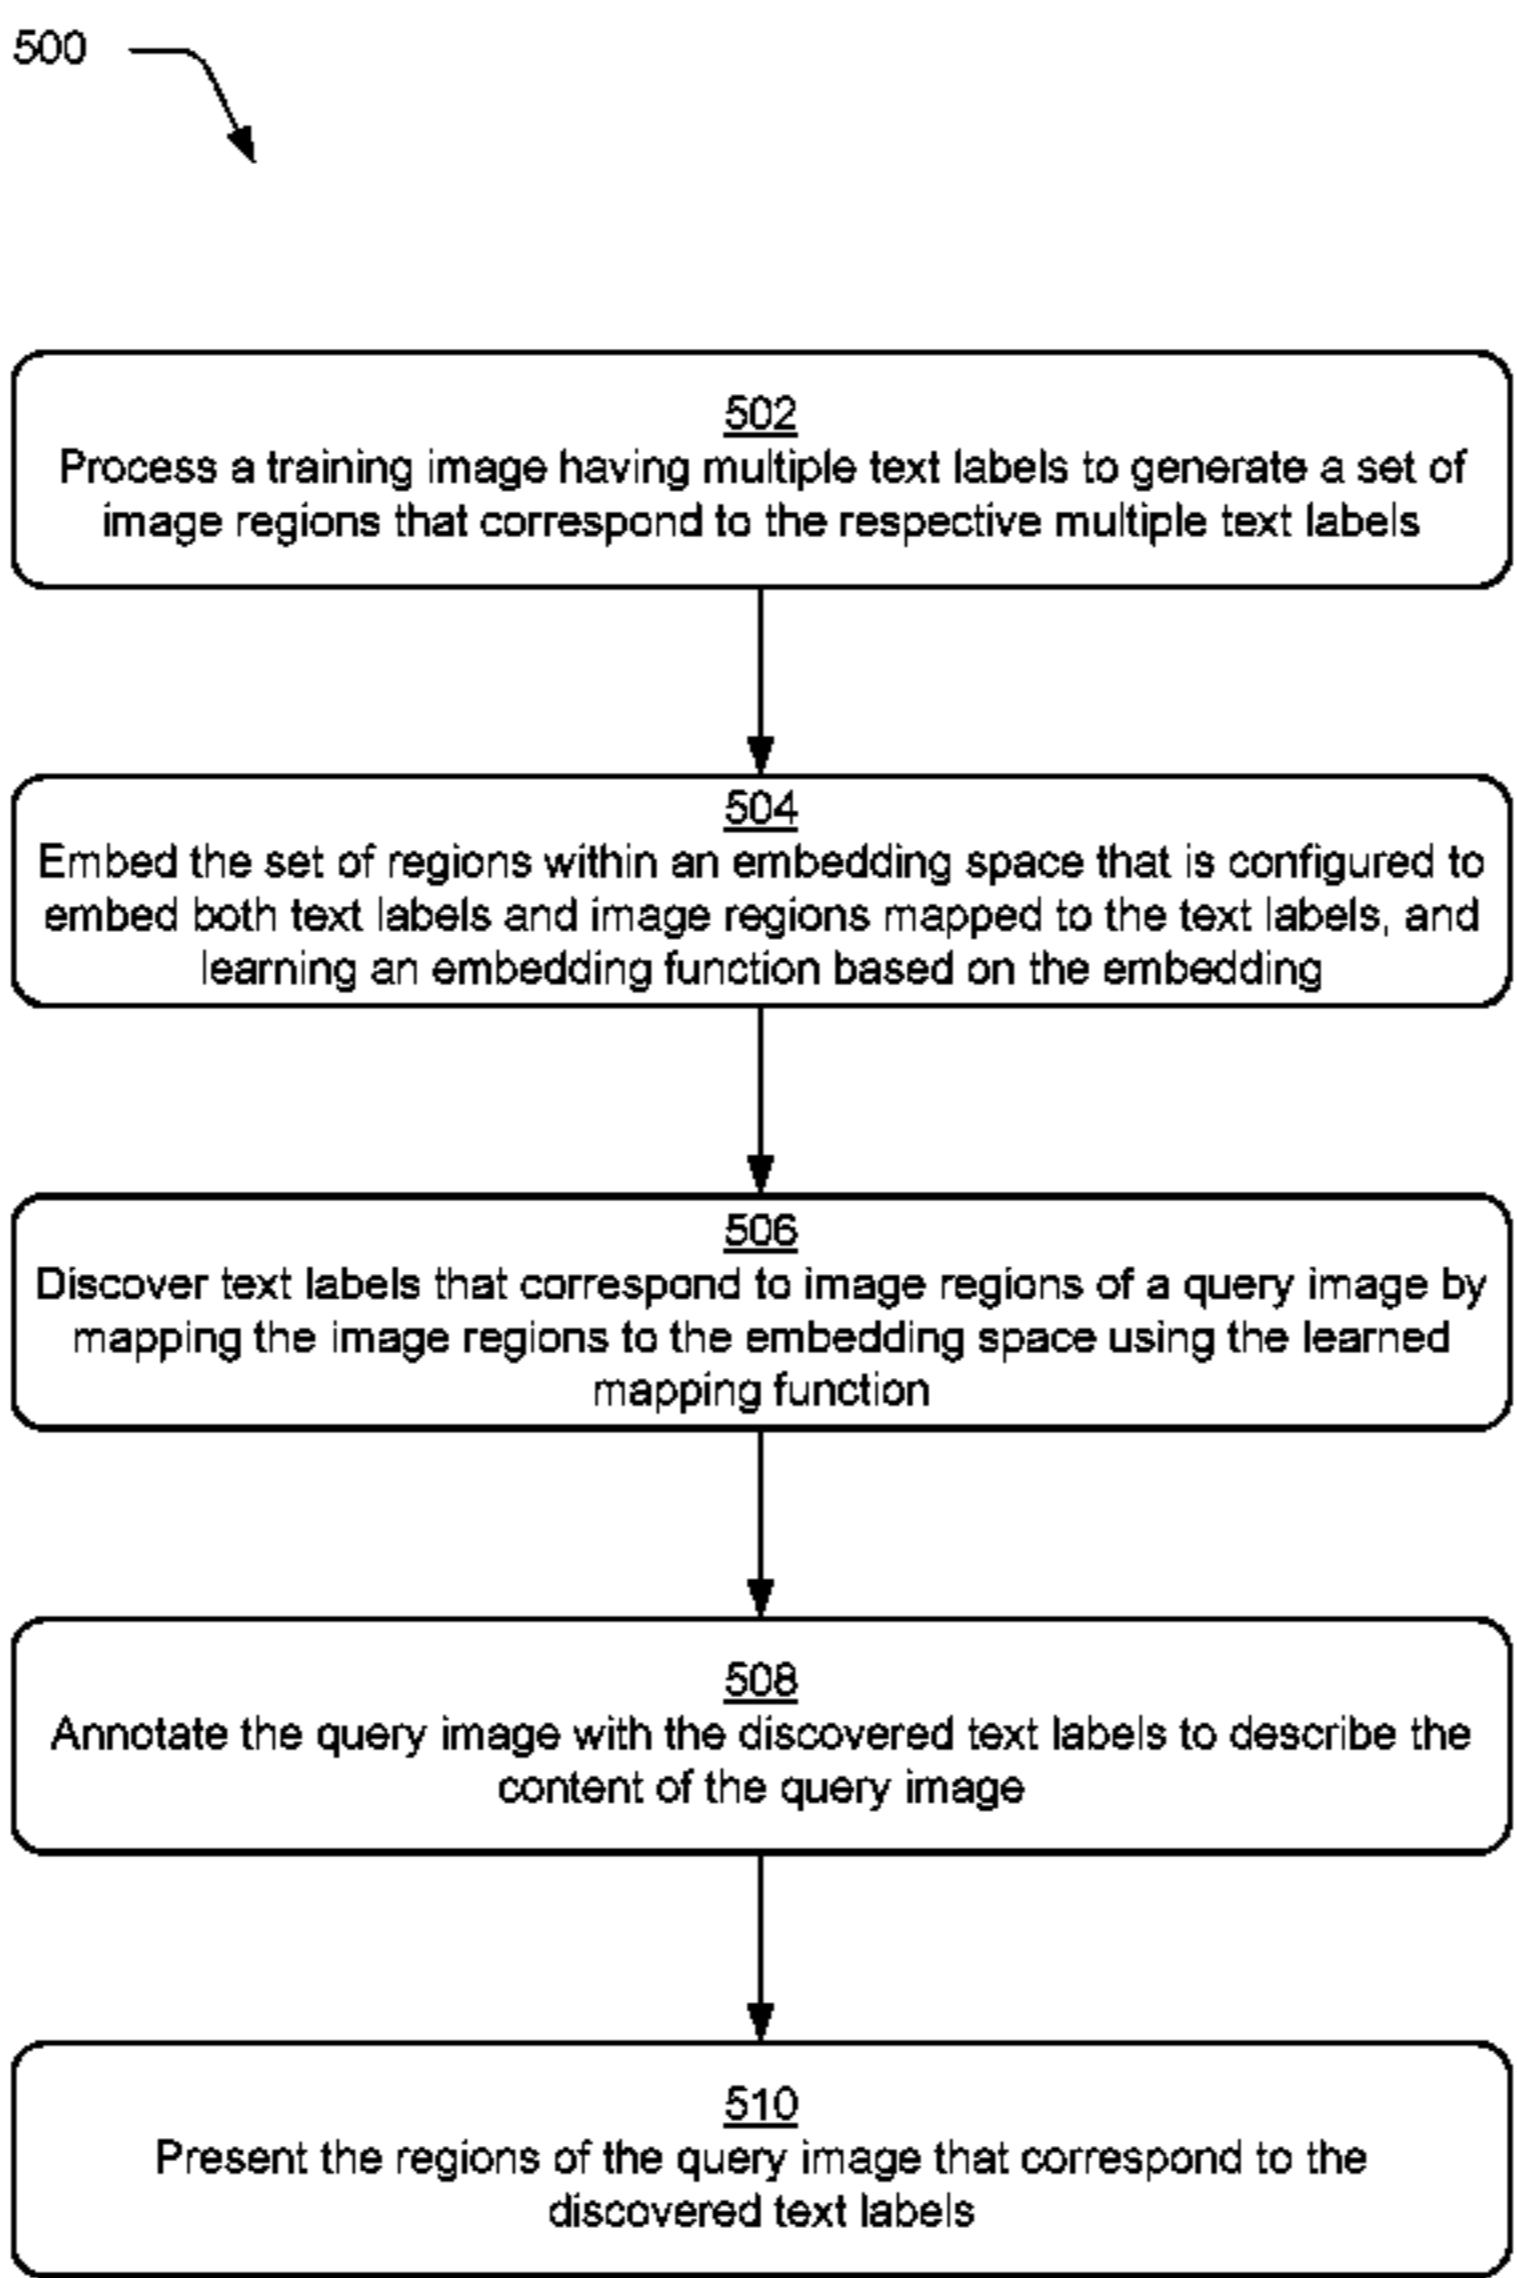 500
502
Process a training image having multiple text labels to generate a set of
image regions that correspond to the respective multiple text labels
504
Embed the set of regions within an embedding space that is configured to
embed both text labels and image regions mapped to the text labels, and
learning an embedding function based on the embedding
506
Discover text labels that correspond to image regions of a query image by
mapping the image regions to the embedding space using the learned
mapping function
508
Annotate the query image with the discovered text labels to describe the
content of the query image
510
Present the regions of the query image that correspond to the
discovered text labels